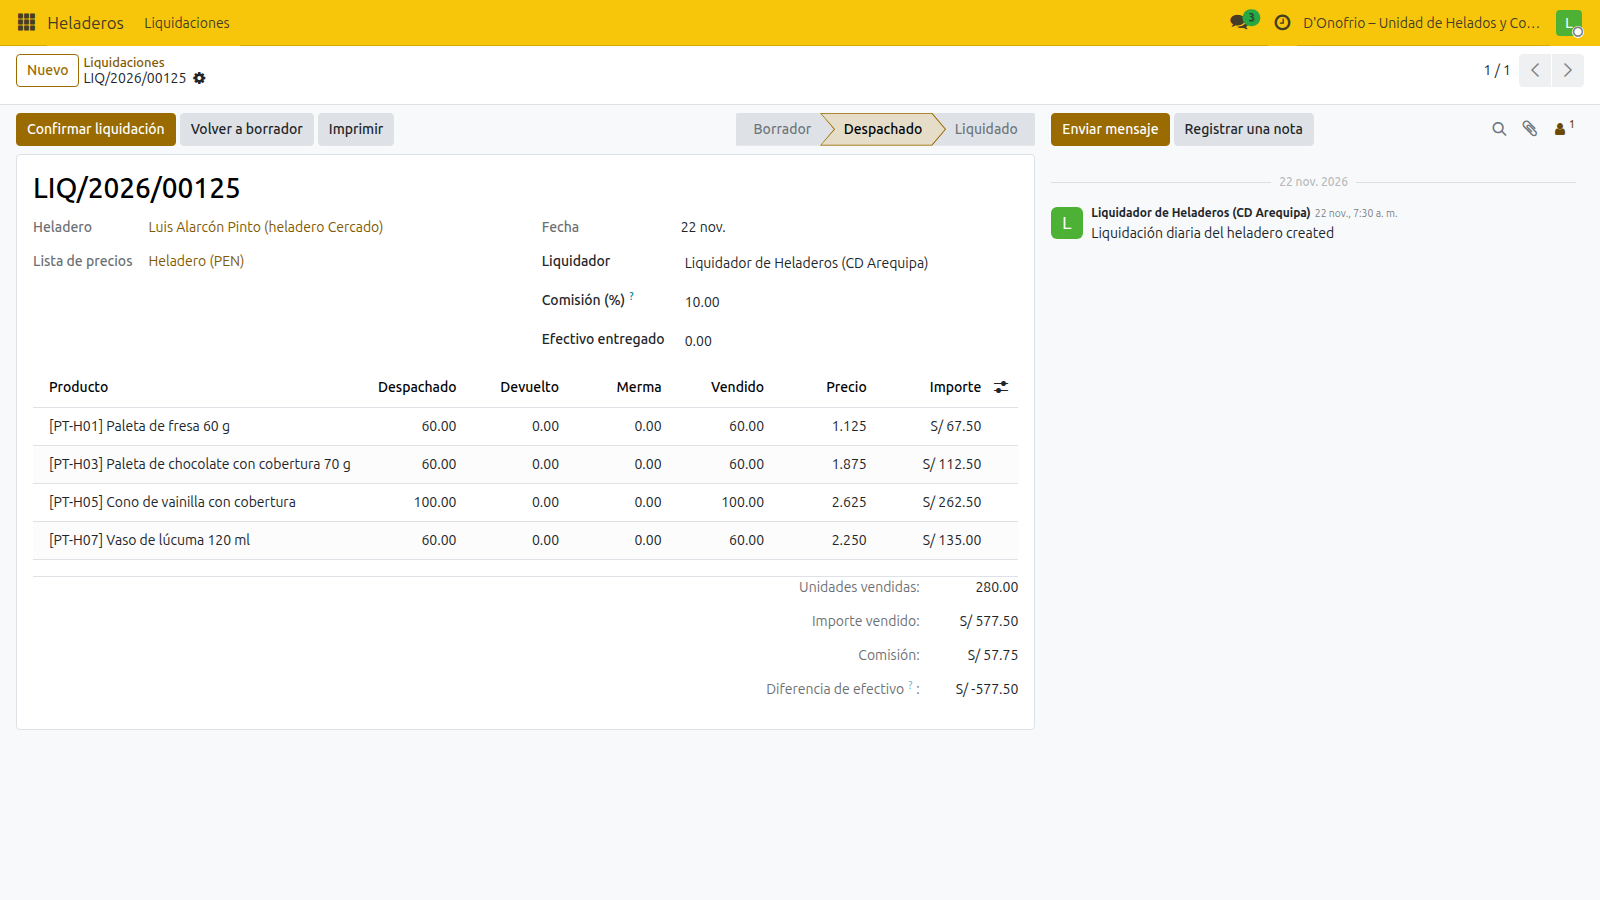 Heladeros Liquidaciones 3 D'Onofrio – Unidad de Helados y Co... L
Nuevo Liquidaciones
LIQ/2026/00125
1 / 1
Confirmar liquidación Volver a borrador Imprimir Borrador Despachado Liquidado Enviar mensaje Registrar una nota 1
LIQ/2026/00125
Heladero Luis Alarcón Pinto (heladero Cercado)
Lista de precios Heladero (PEN)
Fecha 22 nov.
Liquidador Liquidador de Heladeros (CD Arequipa)
Comisión (%) ? 10.00
Efectivo entregado 0.00
Producto Despachado Devuelto Merma Vendido Precio Importe
[PT-H01] Paleta de fresa 60 g 60.00 0.00 0.00 60.00 1.125 S/ 67.50
[PT-H03] Paleta de chocolate con cobertura 70 g 60.00 0.00 0.00 60.00 1.875 S/ 112.50
[PT-H05] Cono de vainilla con cobertura 100.00 0.00 0.00 100.00 2.625 S/ 262.50
[PT-H07] Vaso de lúcuma 120 ml 60.00 0.00 0.00 60.00 2.250 S/ 135.00
Unidades vendidas: 280.00
Importe vendido: S/ 577.50
Comisión: S/ 57.75
Diferencia de efectivo ? : S/ -577.50
22 nov. 2026
L
Liquidador de Heladeros (CD Arequipa) 22 nov., 7:30 a. m.
Liquidación diaria del heladero created